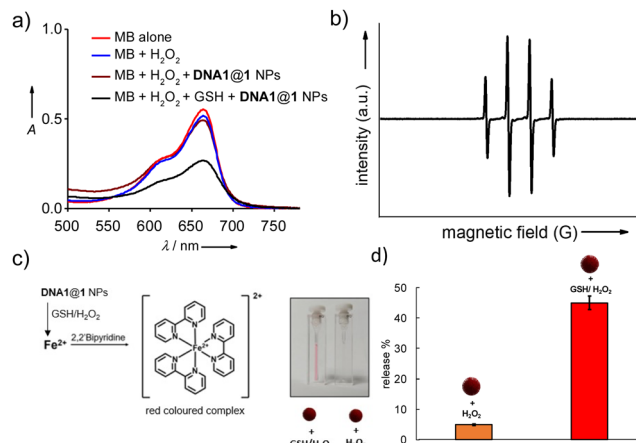 a)
1.0
MB alone
MB + H₂O₂
MB + H₂O₂ + DNA1@1 NPs
MB + H₂O₂ + GSH + DNA1@1 NPs
A
0.5
0.0
500 550 600 650 700 750
λ / nm
b)
intensity (a.u.)
magnetic field (G)
c)
DNA1@1 NPs
GSH/H₂O₂
Fe²⁺
2,2'Bipyridine
2+
N
N
N
Fe²⁺
N
N
N
red coloured complex
+
+
GSH/H₂O
H₂O
d)
release %
50
40
30
20
10
0
+
H₂O₂
+
GSH/ H₂O₂